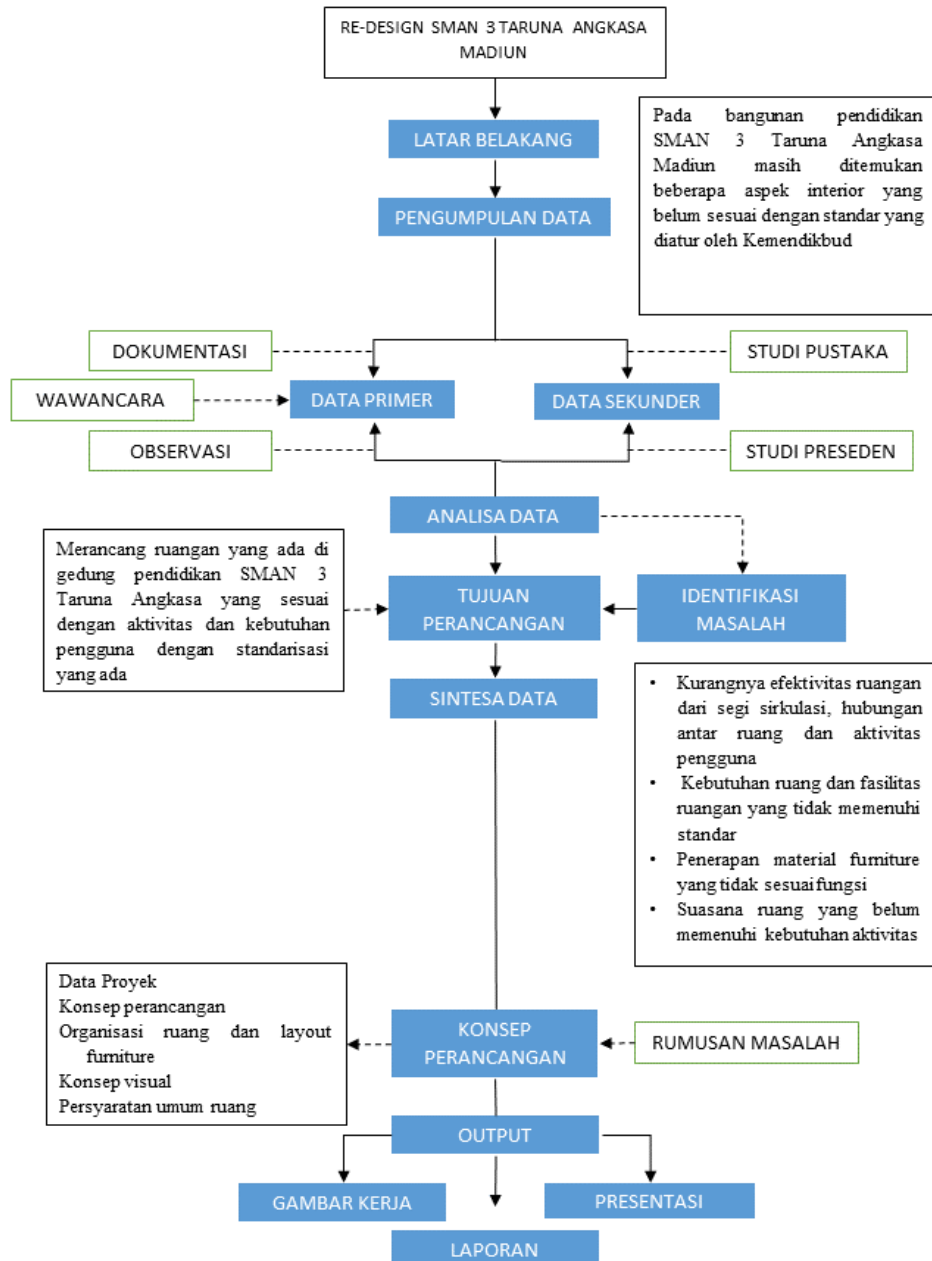 RE-DESIGN SMAN 3 TARUNA ANGKASA
MADIUN
LATAR BELAKANG
Pada bangunan pendidikan
SMAN 3 Taruna Angkasa
Madiun masih ditemukan
beberapa aspek interior yang
belum sesuai dengan standar yang
diatur oleh Kemendikbud
PENGUMPULAN DATA
DOKUMENTASI
STUDI PUSTAKA
WAWANCARA
DATA PRIMER
DATA SEKUNDER
OBSERVASI
STUDI PRESEDEN
ANALISA DATA
Merancang ruangan yang ada di
gedung pendidikan SMAN 3
Taruna Angkasa yang sesuai
dengan aktivitas dan kebutuhan
pengguna dengan standarisasi
yang ada
TUJUAN
PERANCANGAN
IDENTIFIKASI
MASALAH
SINTESA DATA
• Kurangnya efektivitas ruangan
dari segi sirkulasi, hubungan
antar ruang dan aktivitas
pengguna
• Kebutuhan ruang dan fasilitas
ruangan yang tidak memenuhi
standar
• Penerapan material furniture
yang tidak sesuai fungsi
• Suasana ruang yang belum
memenuhi kebutuhan aktivitas
Data Proyek
Konsep perancangan
Organisasi ruang dan layout
furniture
Konsep visual
Persyaratan umum ruang
KONSEP
PERANCANGAN
RUMUSAN MASALAH
OUTPUT
GAMBAR KERJA
PRESENTASI
LAPORAN